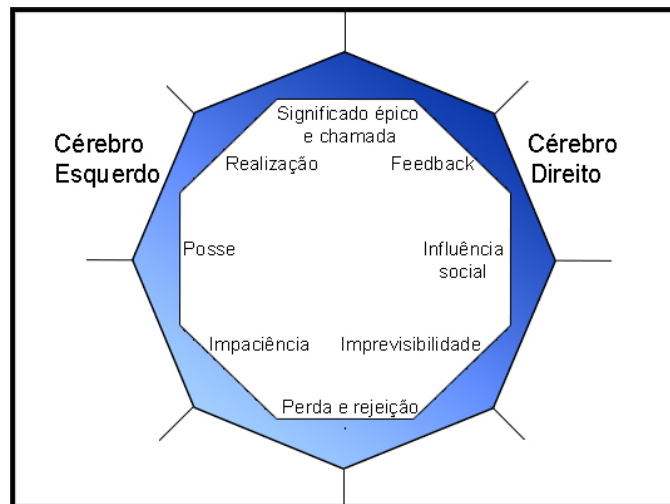 Significado épico
e chamada
Cérebro
Esquerdo
Cérebro
Direito
Realização
Feedback
Posse
Influência
social
Impaciência
Imprevisibilidade
Perda e rejeição